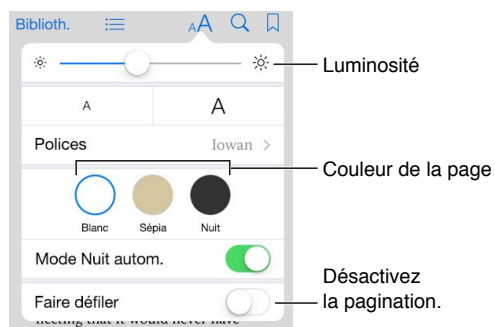 Biblioth. AA
Luminosité
A A
Polices Iowan >
Couleur de la page
Blanc Sépia Nuit
Mode Nuit autom.
Désactivez
la pagination.
Faire défiler
flecting that it would never have